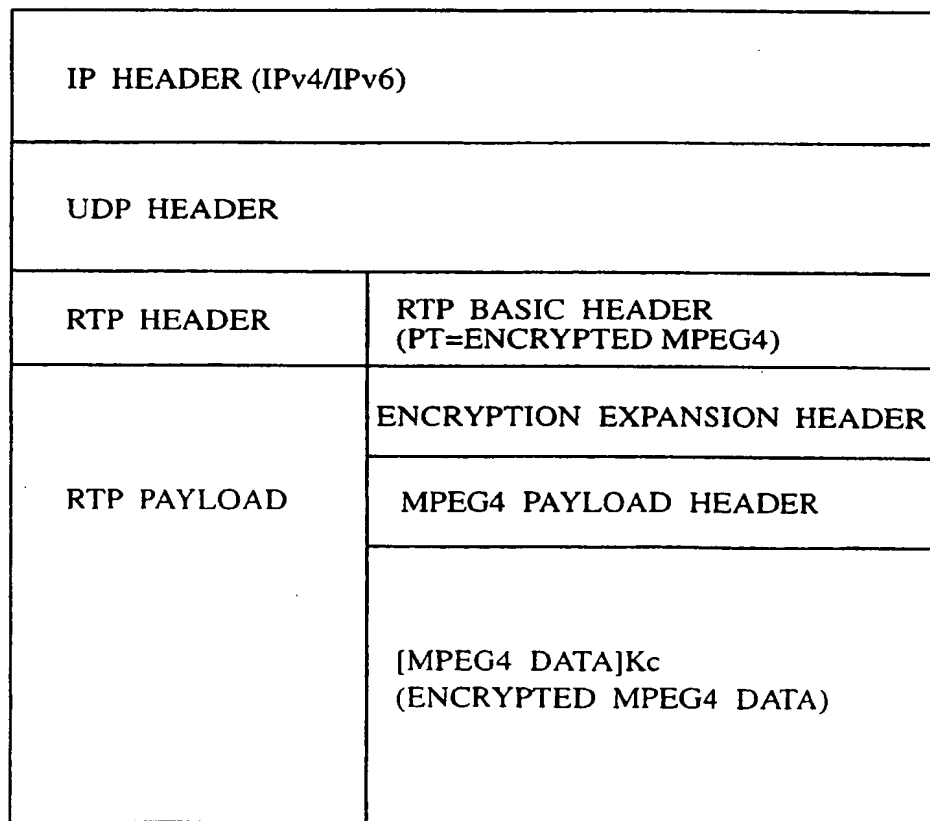 IP HEADER (IPv4/IPv6)
UDP HEADER
RTP HEADER
RTP BASIC HEADER
(PT=ENCRYPTED MPEG4)
RTP PAYLOAD
ENCRYPTION EXPANSION HEADER
MPEG4 PAYLOAD HEADER
[MPEG4 DATA]Kc
(ENCRYPTED MPEG4 DATA)